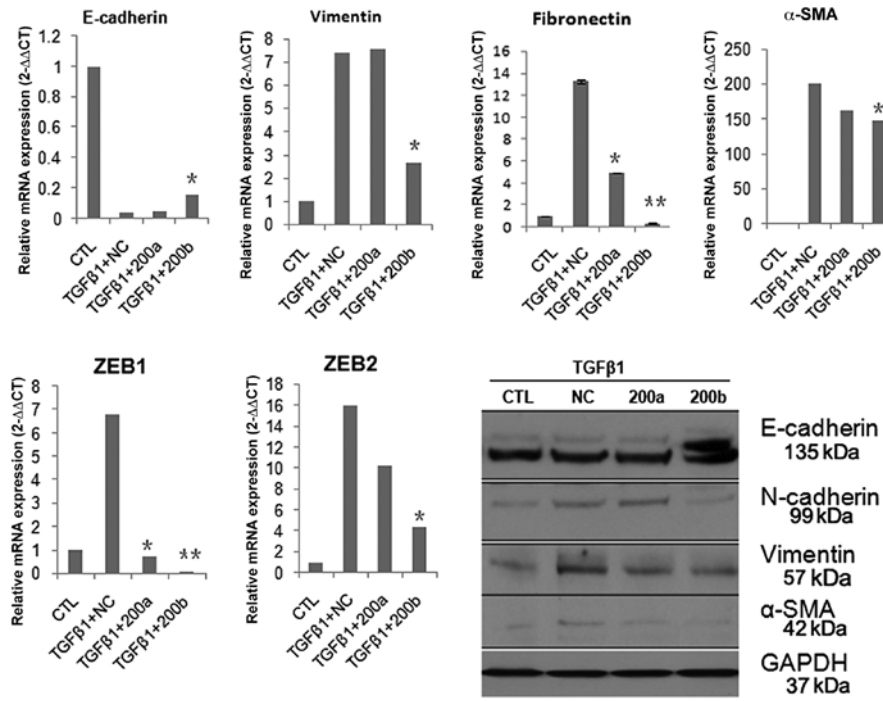 E-cadherin
Relative mRNA expression (2-ΔΔCT)
1.2
1
0.8
0.6
0.4
0.2
0
*
CTL
TGFβ1+NC
TGFβ1+200a
TGFβ1+200b
Vimentin
Relative mRNA expression (2-ΔΔCT)
8
7
6
5
4
3
2
1
0
*
CTL
TGFβ1+NC
TGFβ1+200a
TGFβ1+200b
Fibronectin
Relative mRNA expression (2-ΔΔCT)
16
14
12
10
8
6
4
2
0
*
**
CTL
TGFβ1+NC
TGFβ1+200a
TGFβ1+200b
α-SMA
Relative mRNA expression (2-ΔΔCT)
250
200
150
100
50
0
*
CTL
TGFβ1+NC
TGFβ1+200a
TGFβ1+200b
ZEB1
Relative mRNA expression (2-ΔΔCT)
8
7
6
5
4
3
2
1
0
*
**
CTL
TGFβ1+NC
TGFβ1+200a
TGFβ1+200b
ZEB2
Relative mRNA expression (2-ΔΔCT)
18
16
14
12
10
8
6
4
2
0
*
CTL
TGFβ1+NC
TGFβ1+200a
TGFβ1+200b
TGFβ1
CTL NC 200a 200b
E-cadherin
135 kDa
N-cadherin
99 kDa
Vimentin
57 kDa
α-SMA
42 kDa
GAPDH
37 kDa